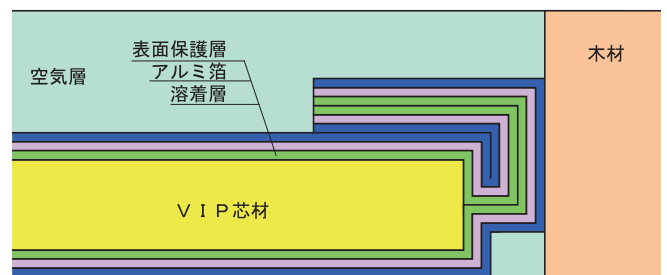 表面保護層
木材
空気層
アルミ箔
溶着層
ＶＩＰ芯材